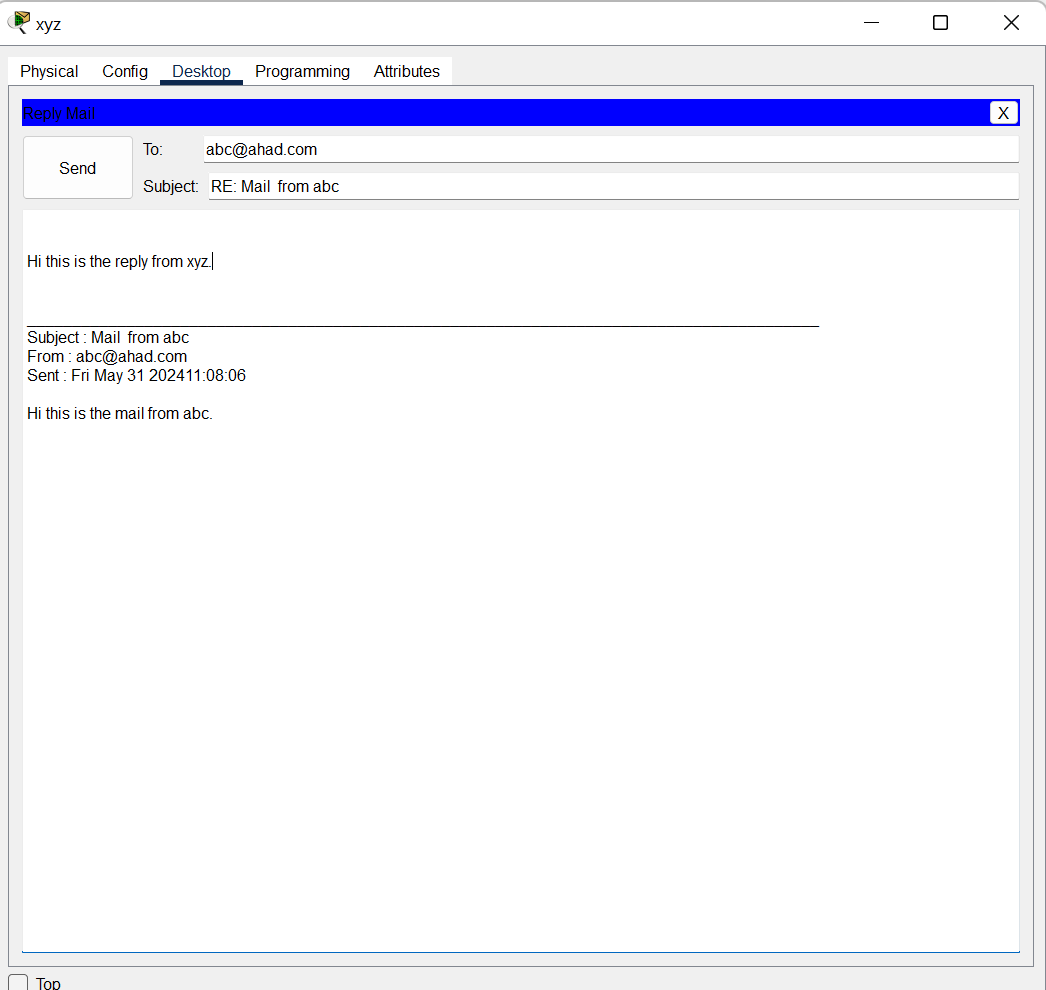 xyz
Physical Config Desktop Programming Attributes
Reply Mail X
Send
To: abc@ahad.com
Subject: RE: Mail  from abc
Hi this is the reply from xyz.
Subject : Mail  from abc
From : abc@ahad.com
Sent : Fri May 31 202411:08:06
Hi this is the mail from abc.
Top